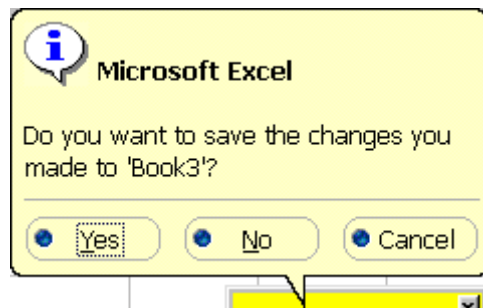 Microsoft Excel
Do you want to save the changes you
made to 'Book3'?
Yes No Cancel